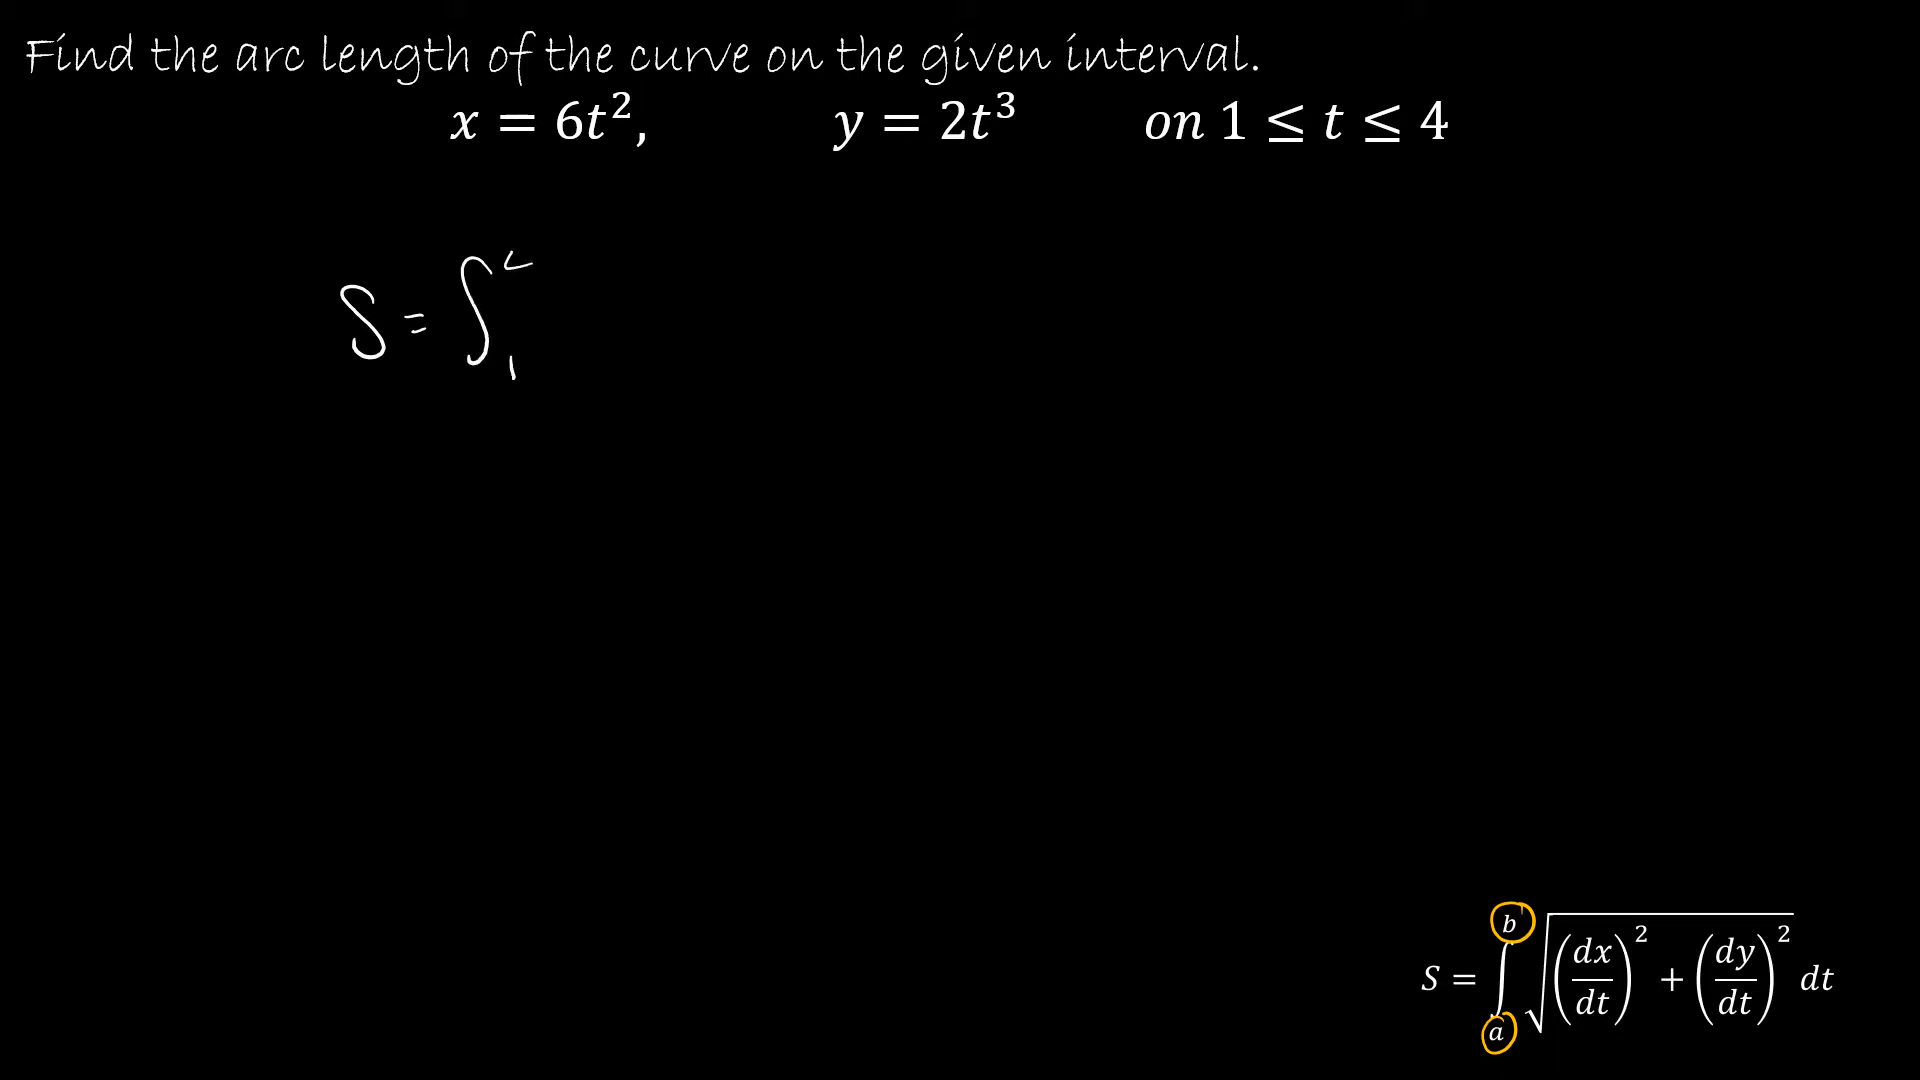 Find the arc length of the curve on the given interval.
x = 6t², y = 2t³ on 1 ≤ t ≤ 4
S = ∫₁
S = ∫ₐᵇ √((dx/dt)² + (dy/dt)²) dt